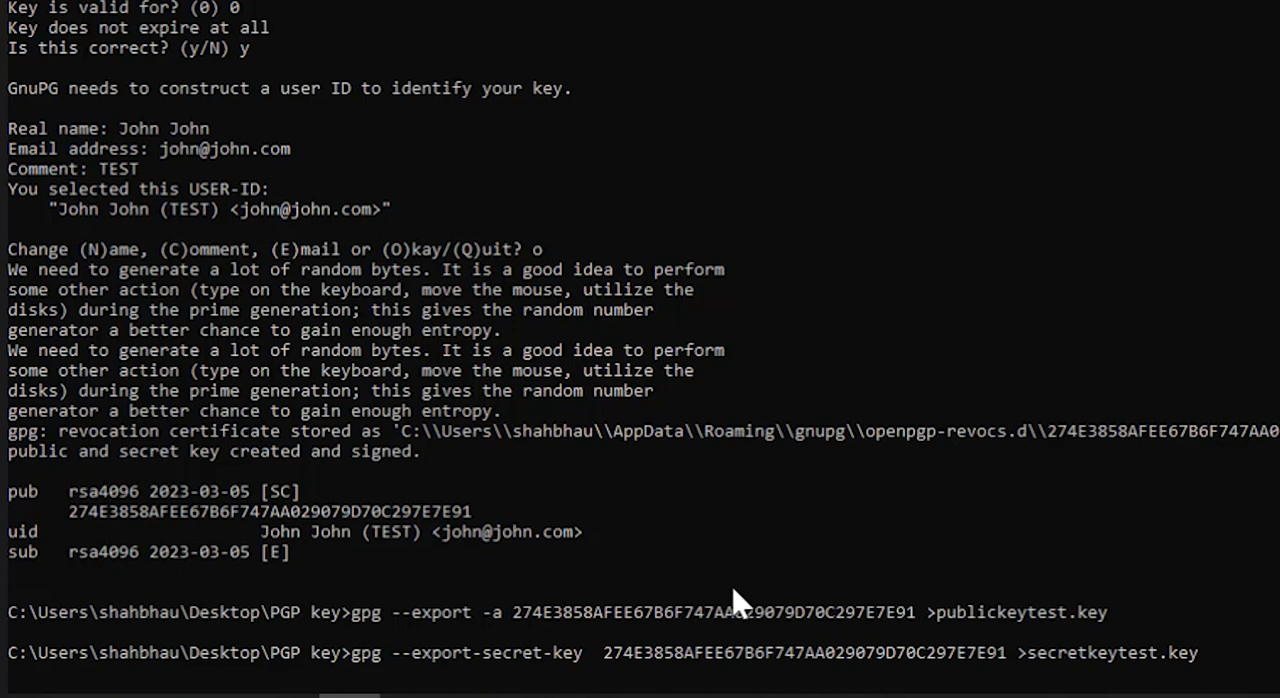 Key is valid for? (0) 0
Key does not expire at all
Is this correct? (y/N) y
GnuPG needs to construct a user ID to identify your key.
Real name: John John
Email address: john@john.com
Comment: TEST
You selected this USER-ID:
"John John (TEST) <john@john.com>"
Change (N)ame, (C)omment, (E)mail or (O)kay/(Q)uit? o
We need to generate a lot of random bytes. It is a good idea to perform
some other action (type on the keyboard, move the mouse, utilize the
disks) during the prime generation; this gives the random number
generator a better chance to gain enough entropy.
We need to generate a lot of random bytes. It is a good idea to perform
some other action (type on the keyboard, move the mouse, utilize the
disks) during the prime generation; this gives the random number
generator a better chance to gain enough entropy.
gpg: revocation certificate stored as 'C:\\Users\\shahbhau\\AppData\\Roaming\\gnupg\\openpgp-revocs.d\\274E3858AFEE67B6F747AA0
public and secret key created and signed.
pub   rsa4096 2023-03-05 [SC]
274E3858AFEE67B6F747AA029079D70C297E7E91
uid                   John John (TEST) <john@john.com>
sub   rsa4096 2023-03-05 [E]
C:\Users\shahbhau\Desktop\PGP key>gpg --export -a 274E3858AFEE67B6F747AA029079D70C297E7E91 >publickeytest.key
C:\Users\shahbhau\Desktop\PGP key>gpg --export-secret-key  274E3858AFEE67B6F747AA029079D70C297E7E91 >secretkeytest.key